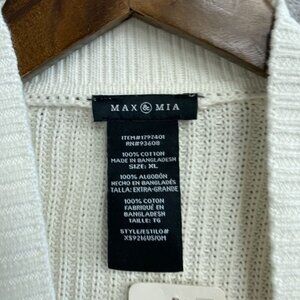 MAX & MIA
ITEM#1797401
RN#93608
100% COTTON
MADE IN BANGLADESH
SIZE: XL
100% ALGODÓN
HECHO EN BANGLADÉS
TALLA: EXTRA-GRANDE
100% COTON
FABRIQUÉ EN
BANGLADESH
TAILLE: TG
STYLE/ESTILO#
XS9216US/OM